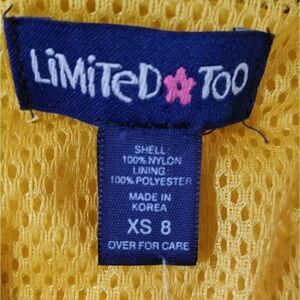 LiMiTeD TOO
SHELL:
100% NYLON
LINING
100% POLYESTER
MADE IN
KOREA
XS 8
OVER FOR CARE